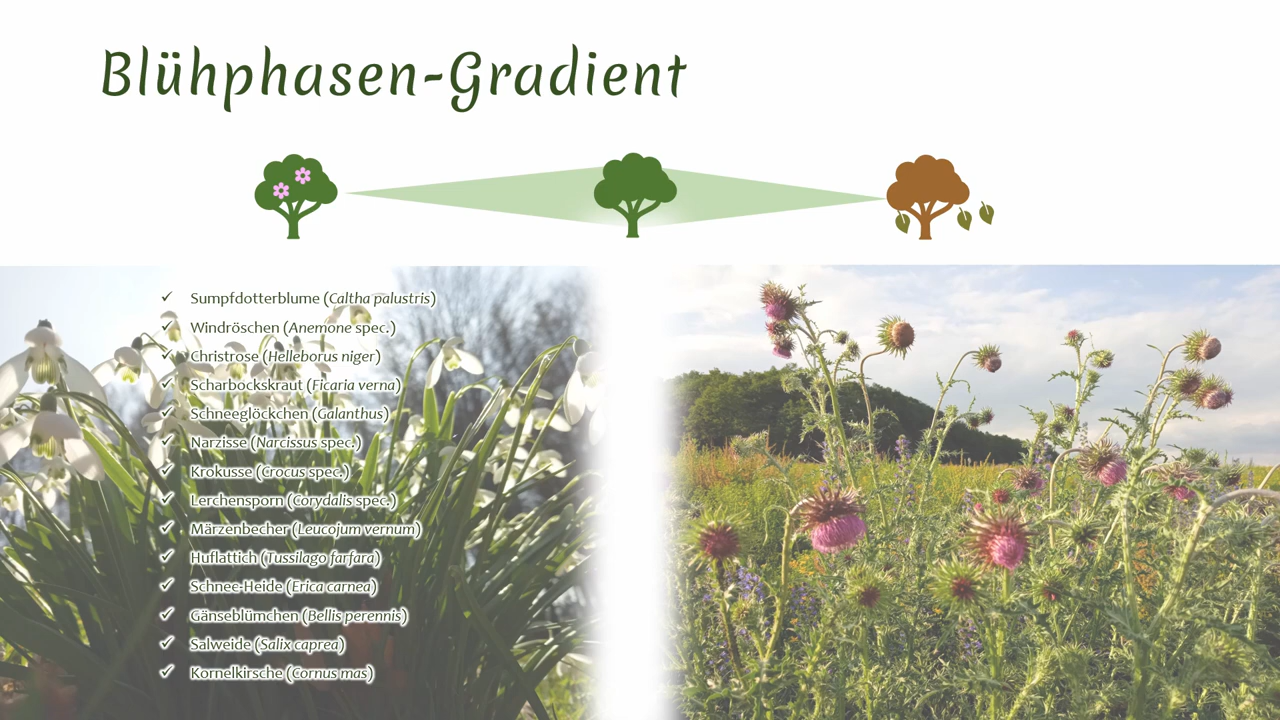 Blühphasen-Gradient
✓ Sumpfdotterblume (Caltha palustris)
✓ Windröschen (Anemone spec.)
✓ Christrose (Helleborus niger)
✓ Scharbockskraut (Ficaria verna)
✓ Schneeglöckchen (Galanthus)
✓ Narzisse (Narcissus spec.)
✓ Krokusse (Crocus spec.)
✓ Lerchensporn (Corydalis spec.)
✓ Märzenbecher (Leucojum vernum)
✓ Huflattich (Tussilago farfara)
✓ Schnee-Heide (Erica carnea)
✓ Gänseblümchen (Bellis perennis)
✓ Salweide (Salix caprea)
✓ Kornelkirsche (Cornus mas)